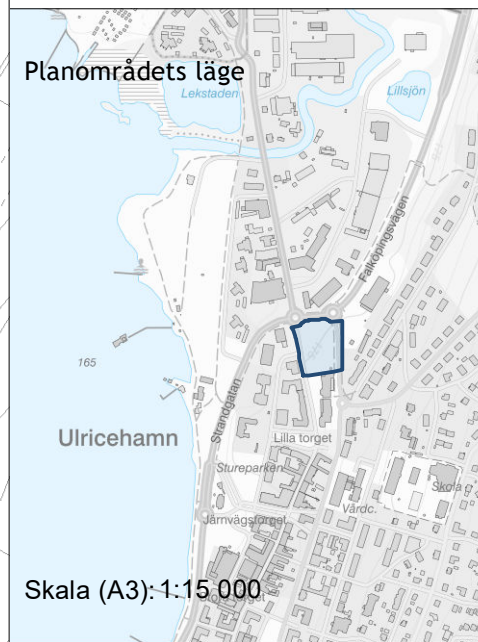 Planområdets läge
Lekstaden
Lillsjön
Falköpingsvägen
165
Strandgatan
Ulricehamn
Lilla torget
Stureparken
Skola
Vårdc.
Järnvägstorget
Skala (A3): 1:15 000